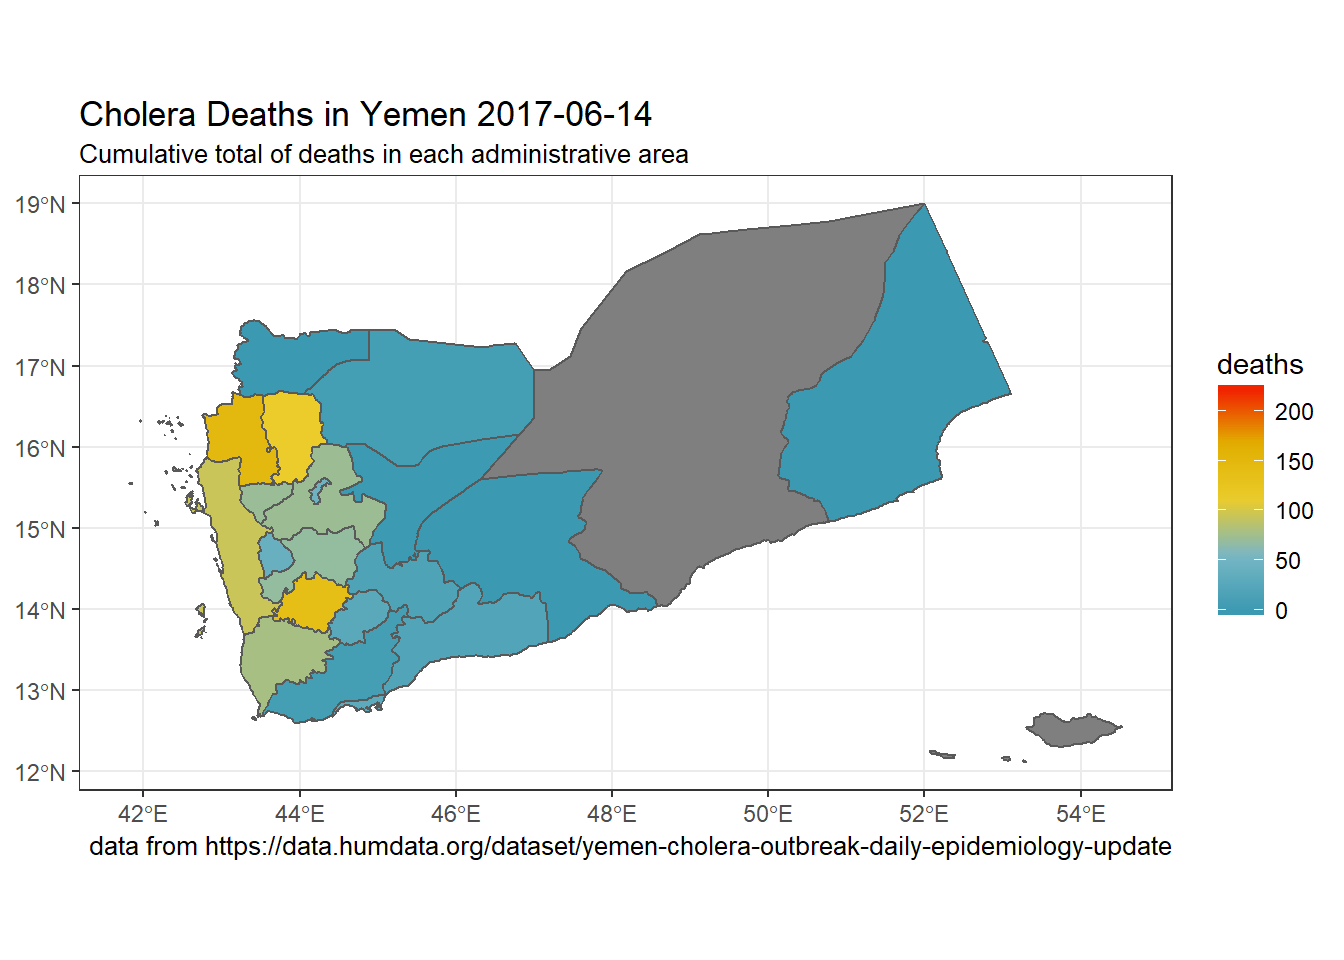 Cholera Deaths in Yemen 2017-06-14
Cumulative total of deaths in each administrative area
19°N
18°N
17°N
16°N
15°N
14°N
13°N
12°N
42°E 44°E 46°E 48°E 50°E 52°E 54°E
data from https://data.humdata.org/dataset/yemen-cholera-outbreak-daily-epidemiology-update
deaths
200
150
100
50
0